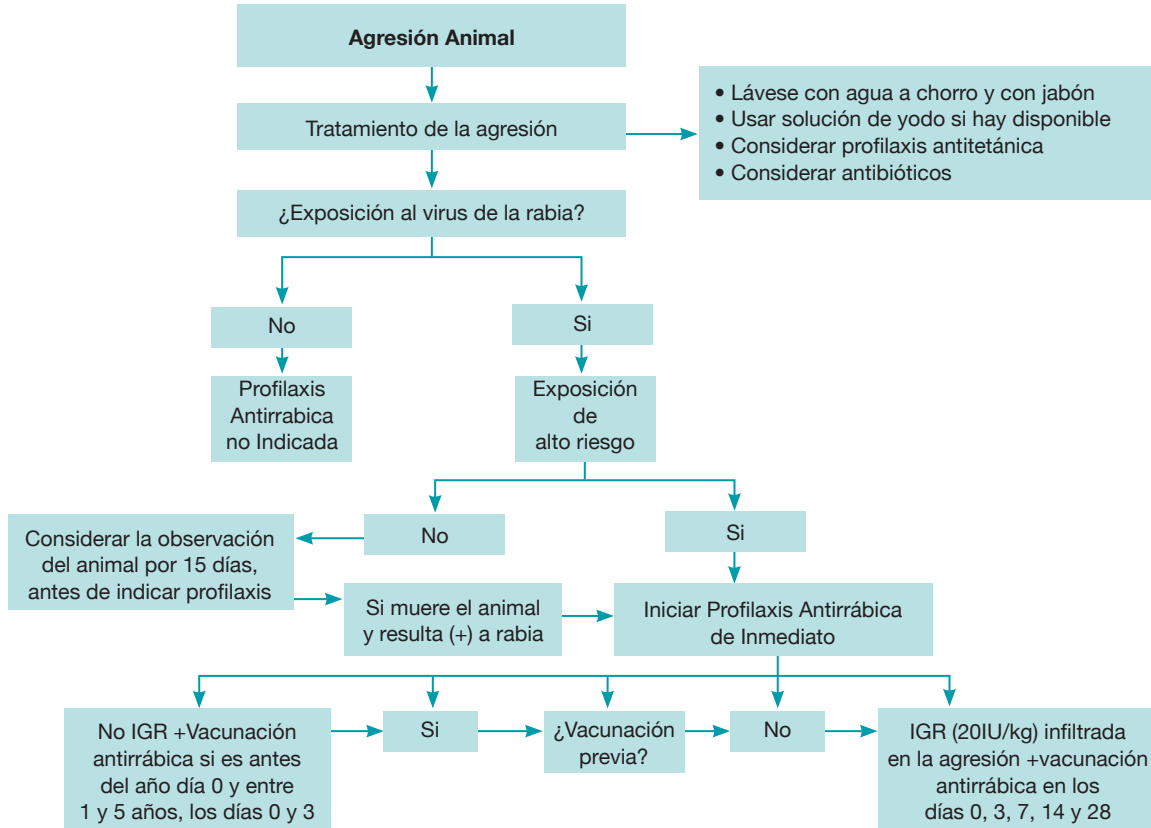 Agresión Animal
Tratamiento de la agresión
• Lávese con agua a chorro y con jabón
• Usar solución de yodo si hay disponible
• Considerar profilaxis antitetánica
• Considerar antibióticos
¿Exposición al virus de la rabia?
No
Si
Profilaxis
Antirrabica
no Indicada
Exposición
de
alto riesgo
No
Si
Considerar la observación
del animal por 15 días,
antes de indicar profilaxis
Si muere el animal
y resulta (+) a rabia
Iniciar Profilaxis Antirrábica
de Inmediato
No IGR +Vacunación
antirrábica si es antes
del año día 0 y entre
1 y 5 años, los días 0 y 3
Si
¿Vacunación
previa?
No
IGR (20IU/kg) infiltrada
en la agresión +vacunación
antirrábica en los
días 0, 3, 7, 14 y 28